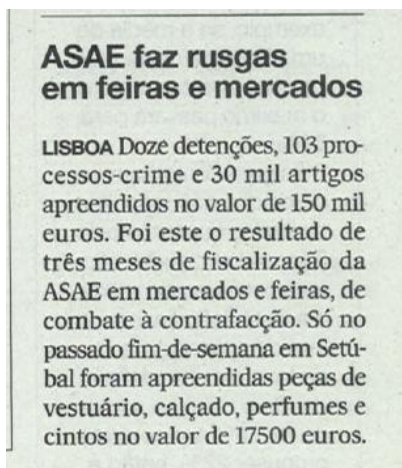 ASAE faz rusgas
em feiras e mercados
LISBOA Doze detenções, 103 pro-
cessos-crime e 30 mil artigos
apreendidos no valor de 150 mil
euros. Foi este o resultado de
três meses de fiscalização da
ASAE em mercados e feiras, de
combate à contrafacção. Só no
passado fim-de-semana em Setú-
bal foram apreendidas peças de
vestuário, calçado, perfumes e
cintos no valor de 17500 euros.